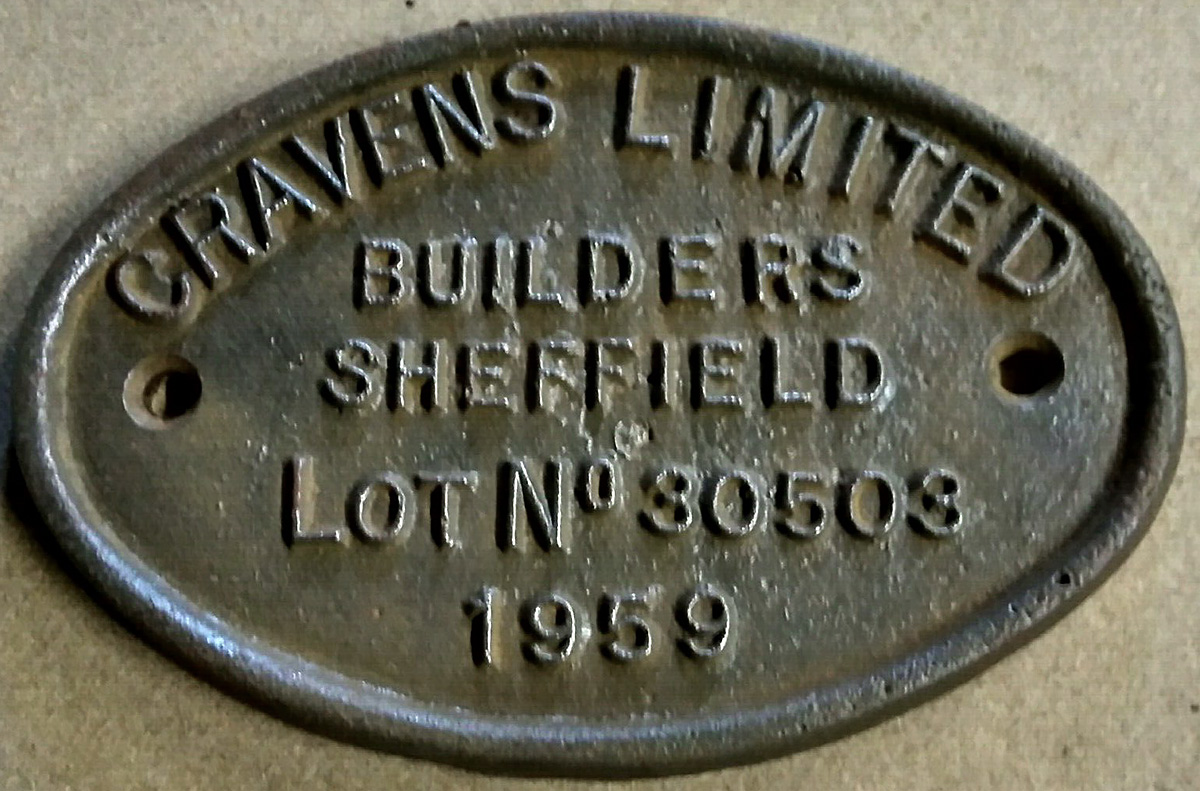 CRAVENS LIMITED
BUILDERS
SHEFFIELD
LOT Nº 30503
1959